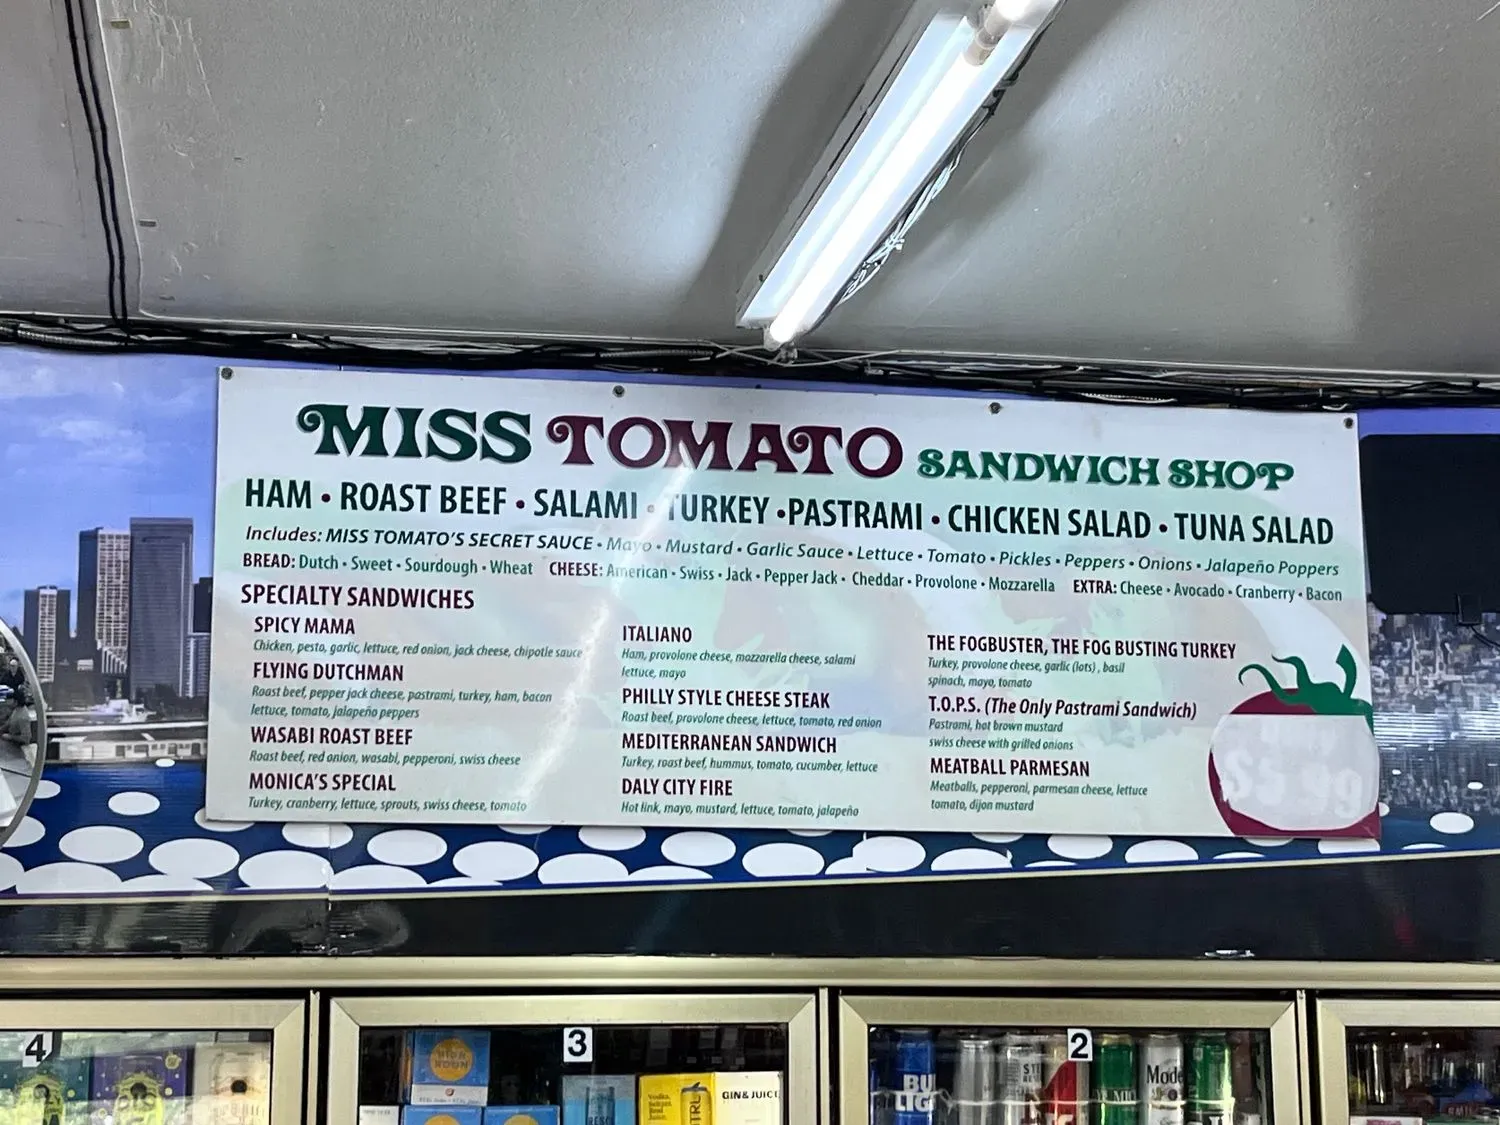 MISS TOMATO SANDWICH SHOP
HAM • ROAST BEEF • SALAMI • TURKEY • PASTRAMI • CHICKEN SALAD • TUNA SALAD
Includes: MISS TOMATO'S SECRET SAUCE • Mayo • Mustard • Garlic Sauce • Lettuce • Tomato • Pickles • Peppers • Onions • Jalapeño Poppers
BREAD: Dutch • Sweet • Sourdough • Wheat CHEESE: American • Swiss • Jack • Pepper Jack • Cheddar • Provolone • Mozzarella EXTRA: Cheese • Avocado • Cranberry • Bacon
SPECIALTY SANDWICHES
SPICY MAMA
Chicken, pesto, garlic, lettuce, red onion, jack cheese, chipotle sauce
FLYING DUTCHMAN
Roast beef, pepper jack cheese, pastrami, turkey, ham, bacon
lettuce, tomato, jalapeño peppers
WASABI ROAST BEEF
Roast beef, red onion, wasabi, pepperoni, swiss cheese
MONICA'S SPECIAL
Turkey, cranberry, lettuce, sprouts, swiss cheese, tomato
ITALIANO
Ham, provolone cheese, mozzarella cheese, salami
lettuce, mayo
PHILLY STYLE CHEESE STEAK
Roast beef, provolone cheese, lettuce, tomato, red onion
MEDITERRANEAN SANDWICH
Turkey, roast beef, hummus, tomato, cucumber, lettuce
DALY CITY FIRE
Hot link, mayo, mustard, lettuce, tomato, jalapeño
THE FOGBUSTER, THE FOG BUSTING TURKEY
Turkey, provolone cheese, garlic (lots) , basil
spinach, mayo, tomato
T.O.P.S. (The Only Pastrami Sandwich)
Pastrami, hot brown mustard
swiss cheese with grilled onions
MEATBALL PARMESAN
Meatballs, pepperoni, parmesan cheese, lettuce
tomato, dijon mustard
4
3
2
HIGH
NOON
GIN & JUICE
BU
LIG
Mode